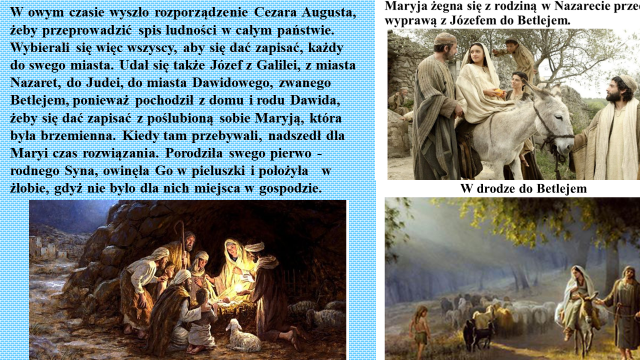 W owym czasie wyszło rozporządzenie Cezara Augusta,
żeby przeprowadzić spis ludności w całym państwie.
Wybierali się więc wszyscy, aby się dać zapisać, każdy
do swego miasta. Udał się także Józef z Galilei, z miasta
Nazaret, do Judei, do miasta Dawidowego, zwanego
Betlejem, ponieważ pochodził z domu i rodu Dawida,
żeby się dać zapisać z poślubioną sobie Maryją, która
była brzemienna. Kiedy tam przebywali, nadszedł dla
Maryi czas rozwiązania. Porodziła swego pierwo -
rodnego Syna, owinęła Go w pieluszki i położyła w
żłobie, gdyż nie było dla nich miejsca w gospodzie.
Maryja żegna się z rodziną w Nazarecie prze
wyprawą z Józefem do Betlejem.
W drodze do Betlejem